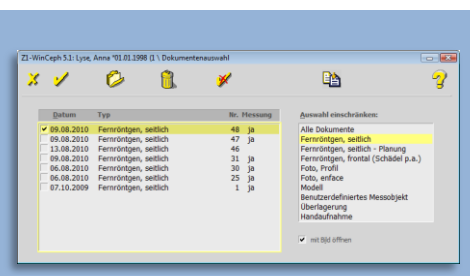 Z1-WinCeph 5.1: Lyse, Anna *01.01.1998 (1 \ Dokumentenauswahl
Datum Typ Nr. Messung
09.08.2010 Fernröntgen, seitlich 48 ja
09.08.2010 Fernröntgen, seitlich 47 ja
13.08.2010 Fernröntgen, seitlich 46
09.08.2010 Fernröntgen, seitlich 31 ja
06.08.2010 Fernröntgen, seitlich 30 ja
06.08.2010 Fernröntgen, seitlich 25 ja
07.10.2009 Fernröntgen, seitlich 1 ja
Auswahl einschränken:
Alle Dokumente
Fernröntgen, seitlich
Fernröntgen, seitlich - Planung
Fernröntgen, frontal (Schädel p.a.)
Foto, Profil
Foto, enface
Modell
Benutzerdefiniertes Messobjekt
Überlagerung
Handaufnahme
mit Bild öffnen